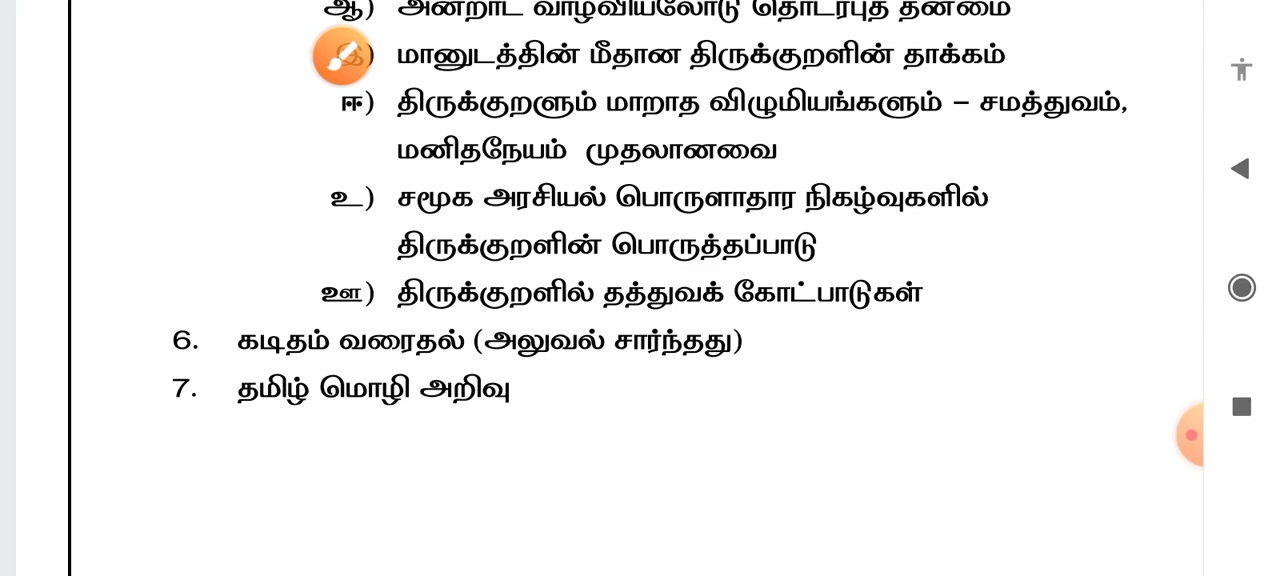 ஆ) அன்றாட வாழ்வியலோடு தொடர்புத் தன்மை
இ) மானுடத்தின் மீதான திருக்குறளின் தாக்கம்
ஈ) திருக்குறளும் மாறாத விழுமியங்களும் – சமத்துவம்,
மனிதநேயம் முதலானவை
உ) சமூக அரசியல் பொருளாதார நிகழ்வுகளில்
திருக்குறளின் பொருத்தப்பாடு
ஊ) திருக்குறளில் தத்துவக் கோட்பாடுகள்
6. கடிதம் வரைதல் (அலுவல் சார்ந்தது)
7. தமிழ் மொழி அறிவு